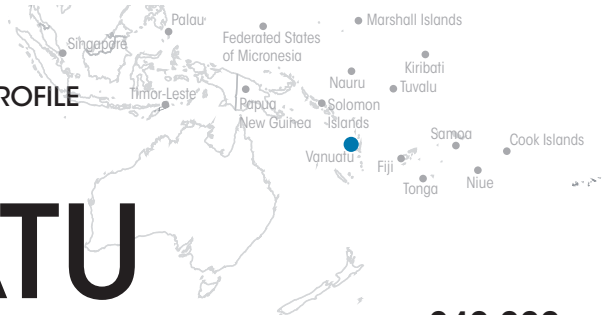 Palau
Marshall Islands
Federated States
of Micronesia
Singapore
Kiribati
Nauru
Tuvalu
ROFILE
Timor-Leste
Papua
New Guinea
Solomon
Islands
Samoa
Cook Islands
Vanuatu
Fiji
Niue
Tonga
ATU